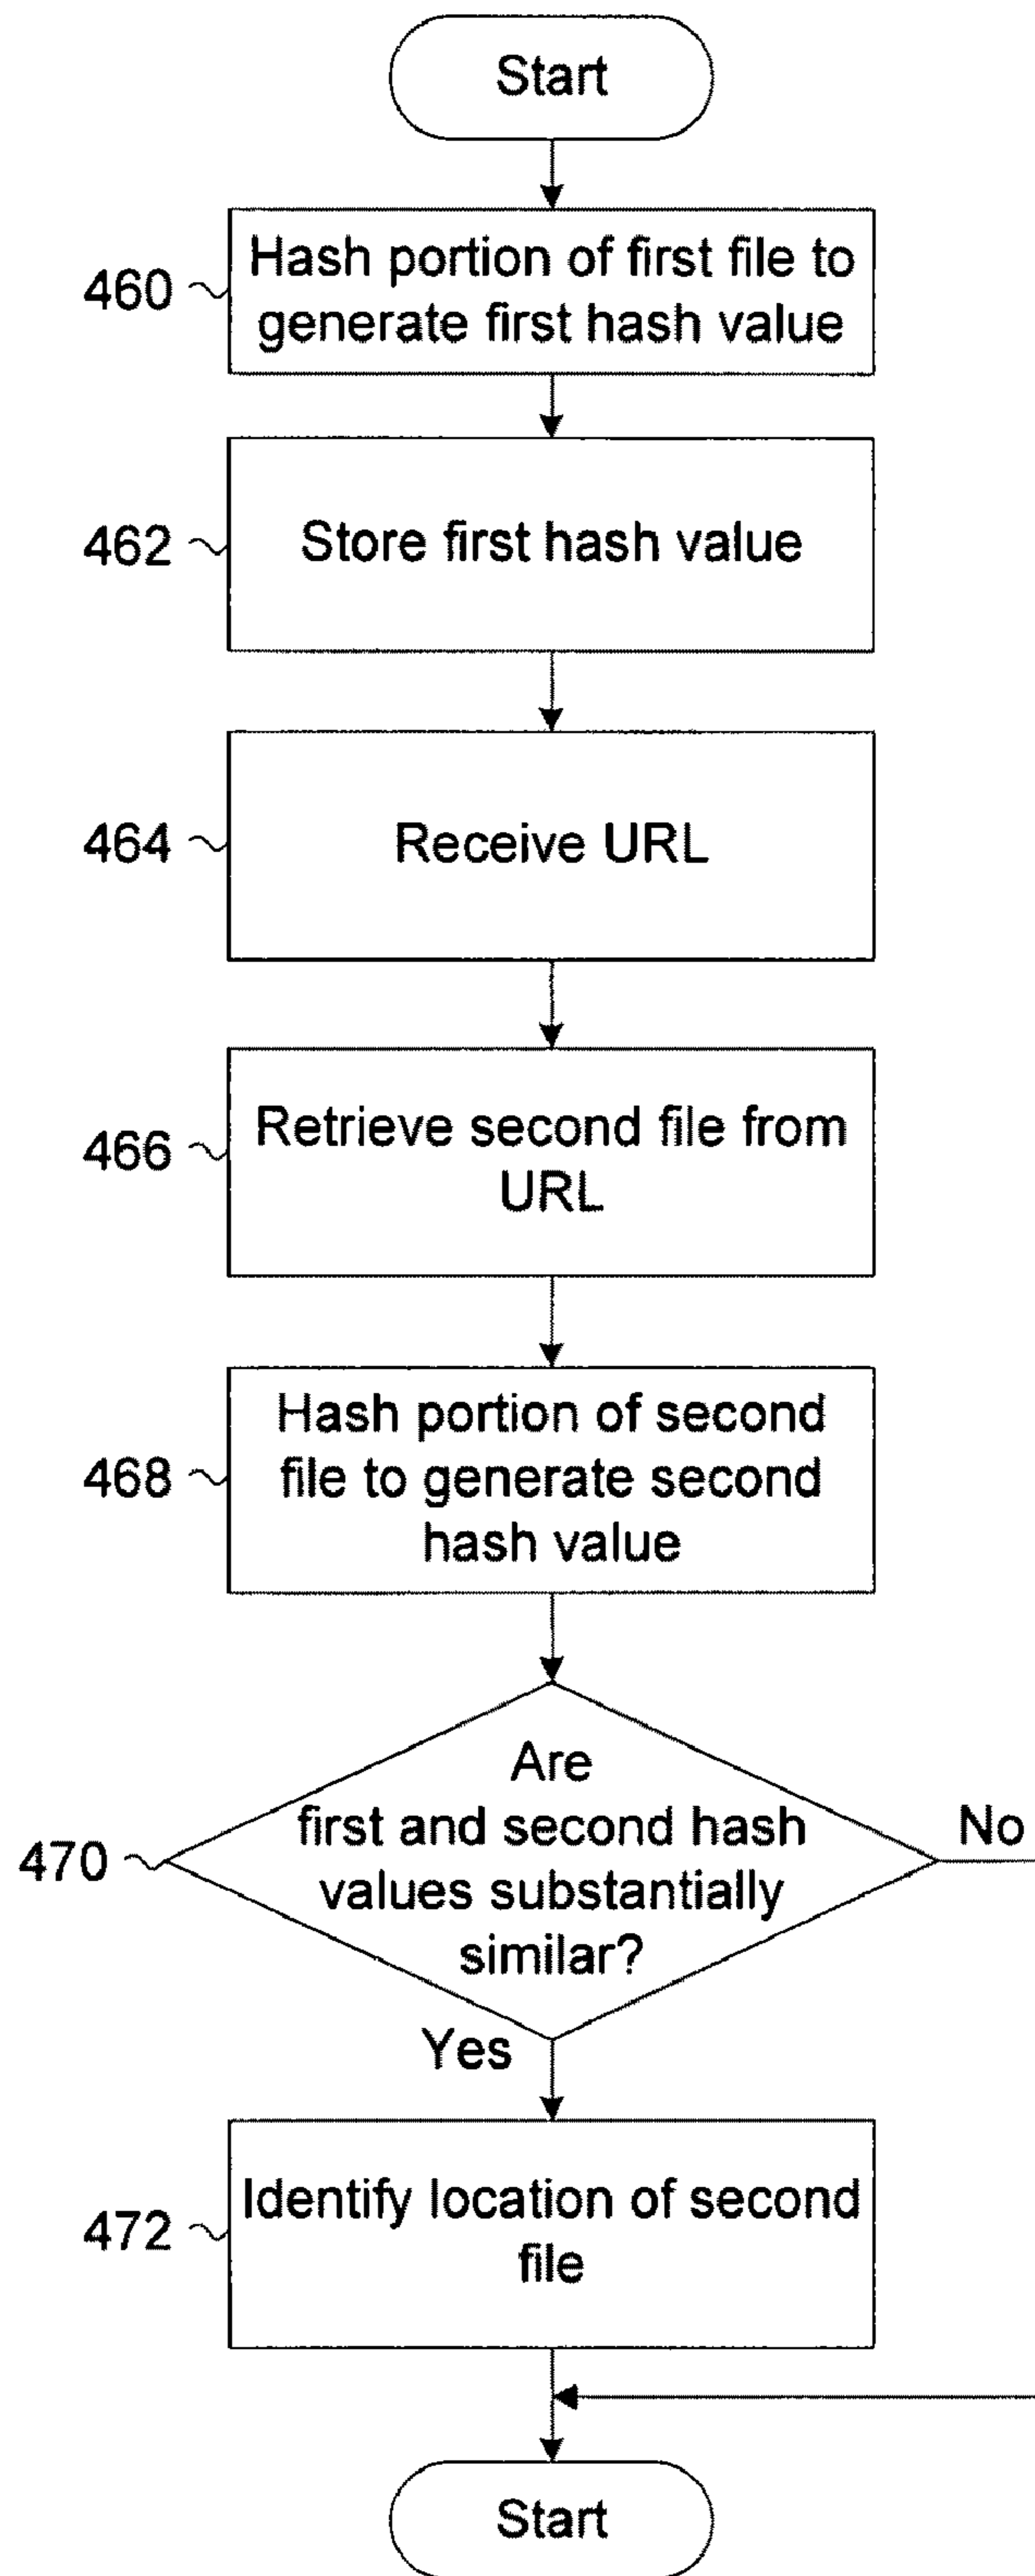 Start
460
Hash portion of first file to
generate first hash value
462
Store first hash value
464
Receive URL
466
Retrieve second file from
URL
468
Hash portion of second
file to generate second
hash value
470
Are
first and second hash
values substantially
similar?
No
Yes
472
Identify location of second
file
Start